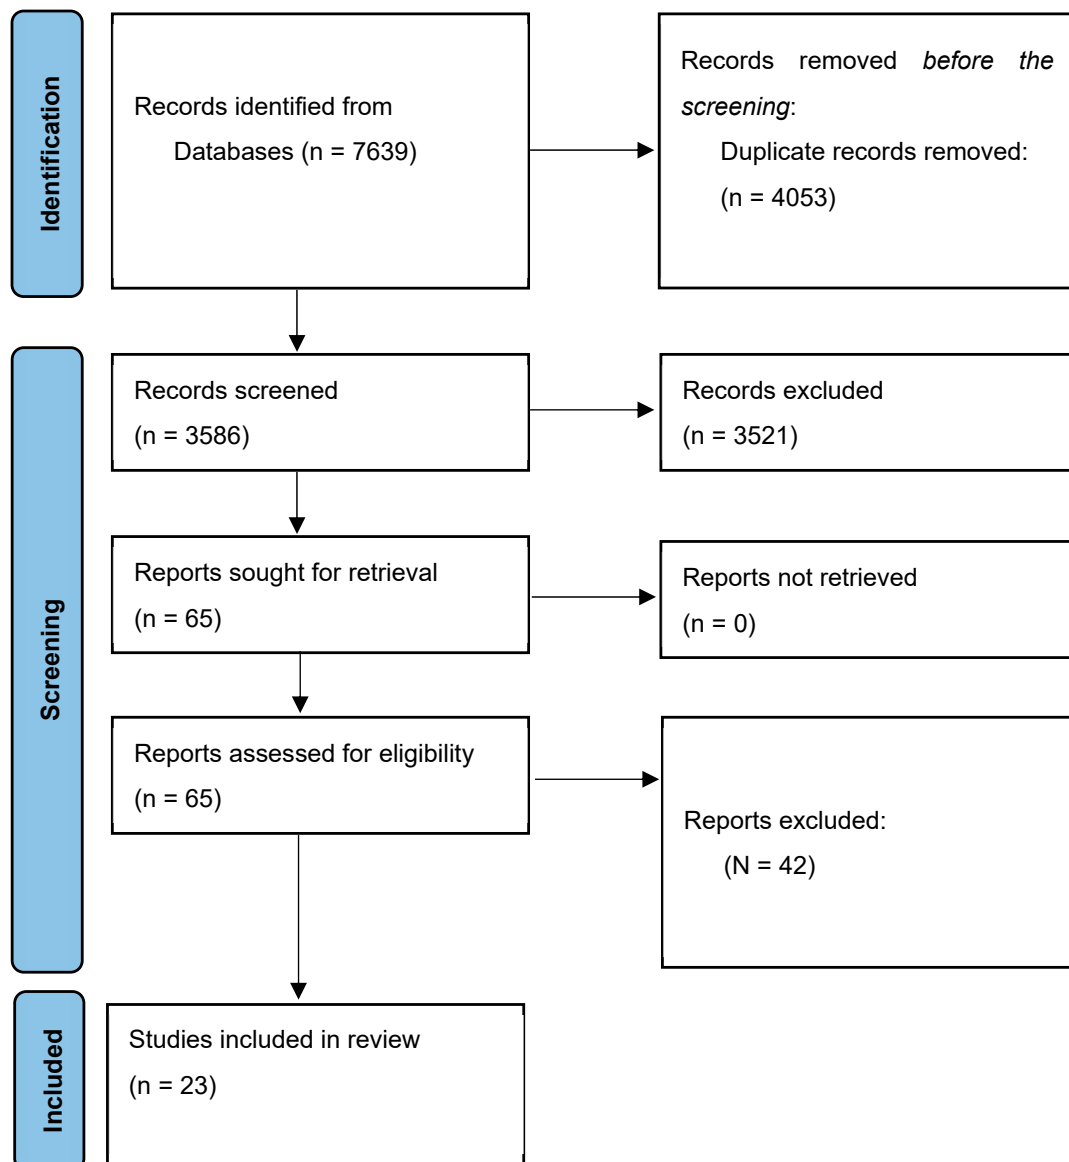 Identification
Records identified from
Databases (n = 7639)
Records removed before the
screening:
Duplicate records removed:
(n = 4053)
Screening
Records screened
(n = 3586)
Records excluded
(n = 3521)
Reports sought for retrieval
(n = 65)
Reports not retrieved
(n = 0)
Reports assessed for eligibility
(n = 65)
Reports excluded:
(N = 42)
Included
Studies included in review
(n = 23)